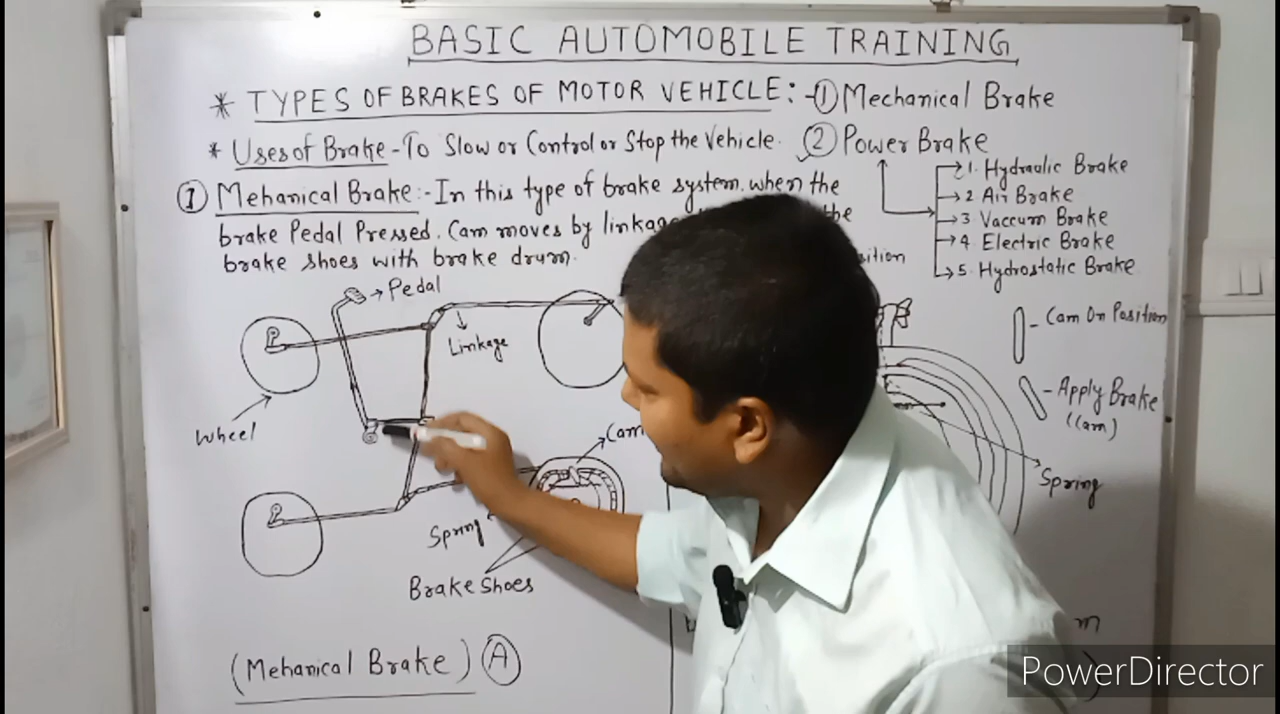 BASIC AUTOMOBILE TRAINING
* TYPES OF BRAKES OF MOTOR VEHICLE:-① Mechanical Brake
* Uses of Brake-To Slow or Control or Stop the Vehicle.
② Power Brake
1. Hydraulic Brake
2 Air Brake
3 Vaccum Brake
4 Electric Brake
5. Hydrostatic Brake
① Mehanical Brake:-In this type of brake system, when the
brake Pedal Pressed. Cam moves by linkage the
brake shoes with brake drum.
Pedal
Linkage
Wheel
Cam
Spring
Brake Shoes
(Mehanical Brake) Ⓐ
Cam On Position
Apply Brake
(Cam)
Spring
PowerDirector